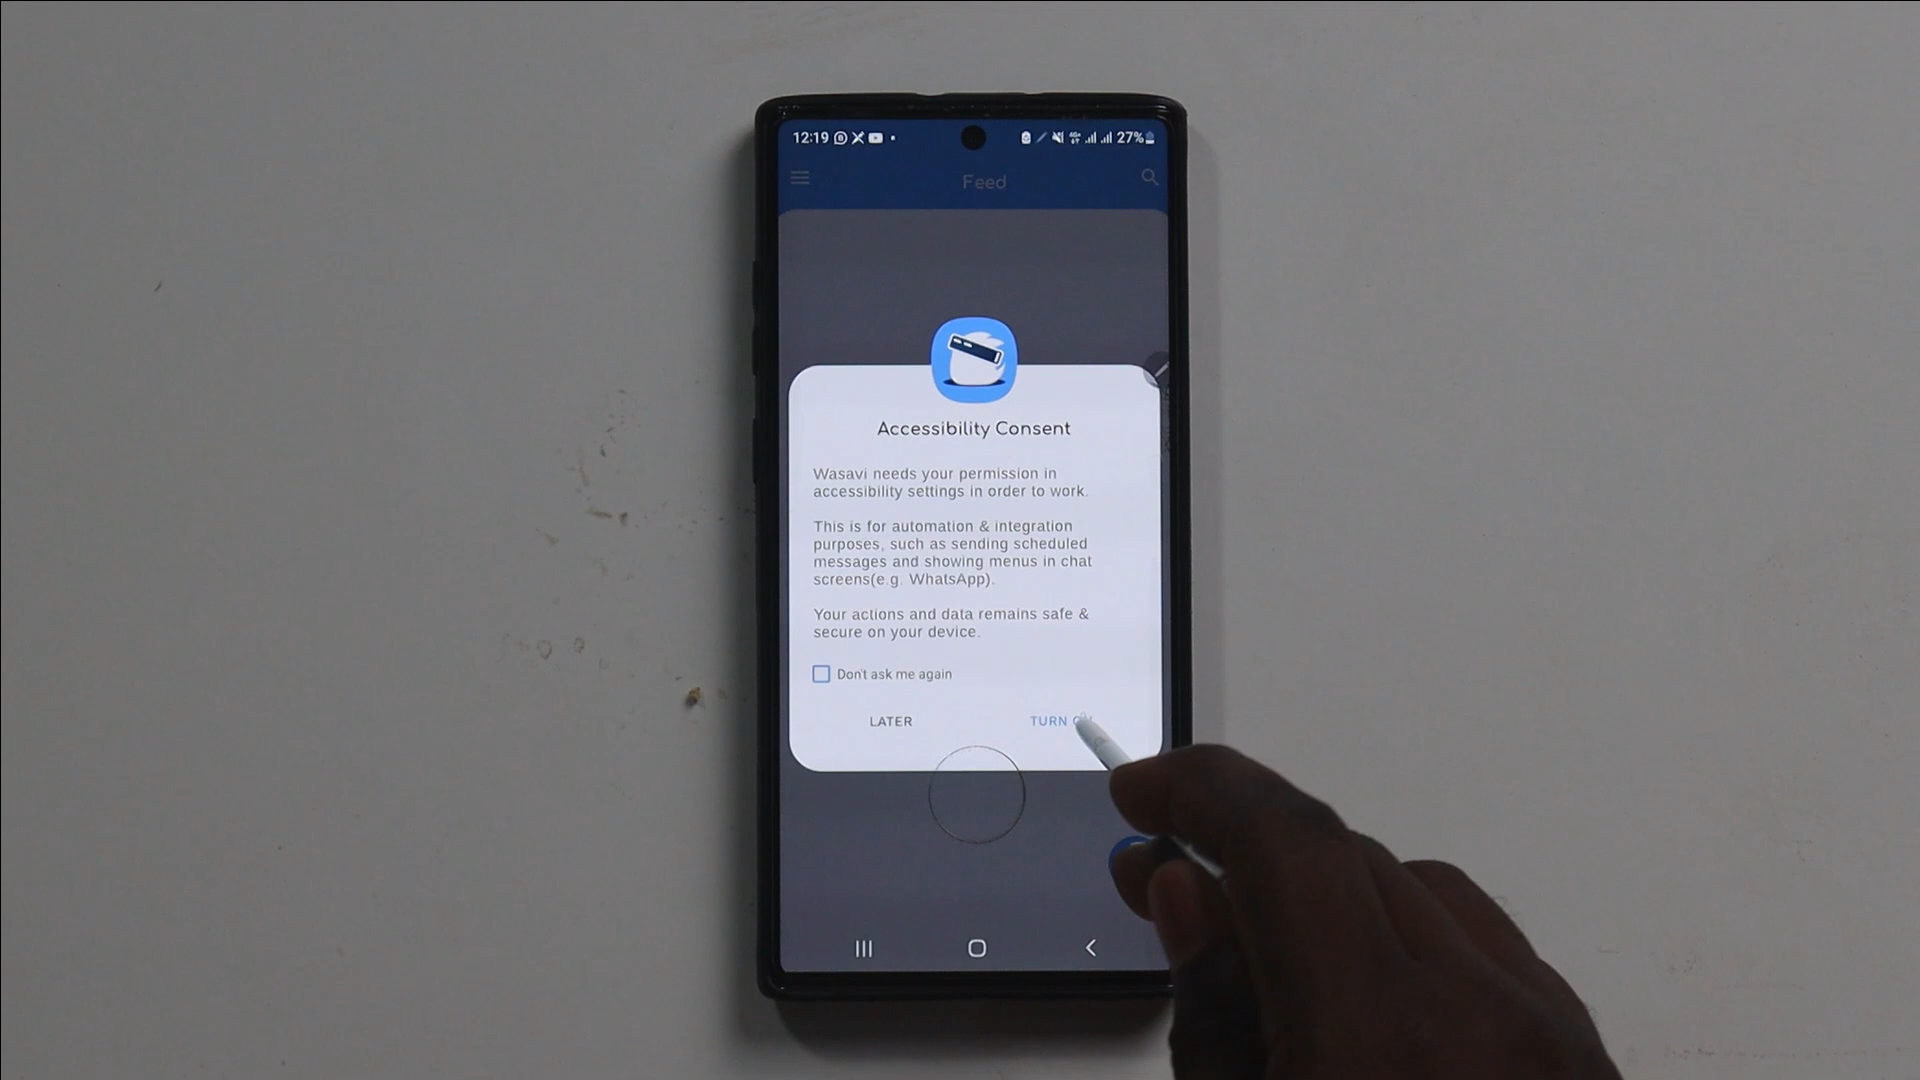 12:19 27%
Feed
Accessibility Consent
Wasavi needs your permission in
accessibility settings in order to work.
This is for automation & integration
purposes, such as sending scheduled
messages and showing menus in chat
screens(e.g. WhatsApp).
Your actions and data remains safe &
secure on your device.
Don't ask me again
LATER TURN